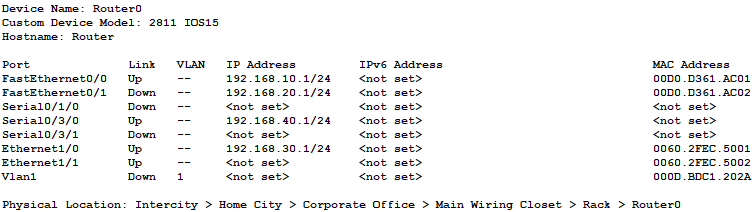 Device Name: Router0
Custom Device Model: 2811 IOS15
Hostname: Router
Port Link VLAN IP Address IPv6 Address MAC Address
FastEthernet0/0 Up -- 192.168.10.1/24 <not set> 00D0.D361.AC01
FastEthernet0/1 Down -- 192.168.20.1/24 <not set> 00D0.D361.AC02
Serial0/1/0 Down -- <not set> <not set> <not set>
Serial0/3/0 Up -- 192.168.40.1/24 <not set> <not set>
Serial0/3/1 Down -- <not set> <not set> <not set>
Ethernet1/0 Up -- 192.168.30.1/24 <not set> 0060.2FEC.5001
Ethernet1/1 Up -- <not set> <not set> 0060.2FEC.5002
Vlan1 Down 1 <not set> <not set> 000D.BDC1.202A
Physical Location: Intercity > Home City > Corporate Office > Main Wiring Closet > Rack > Router0